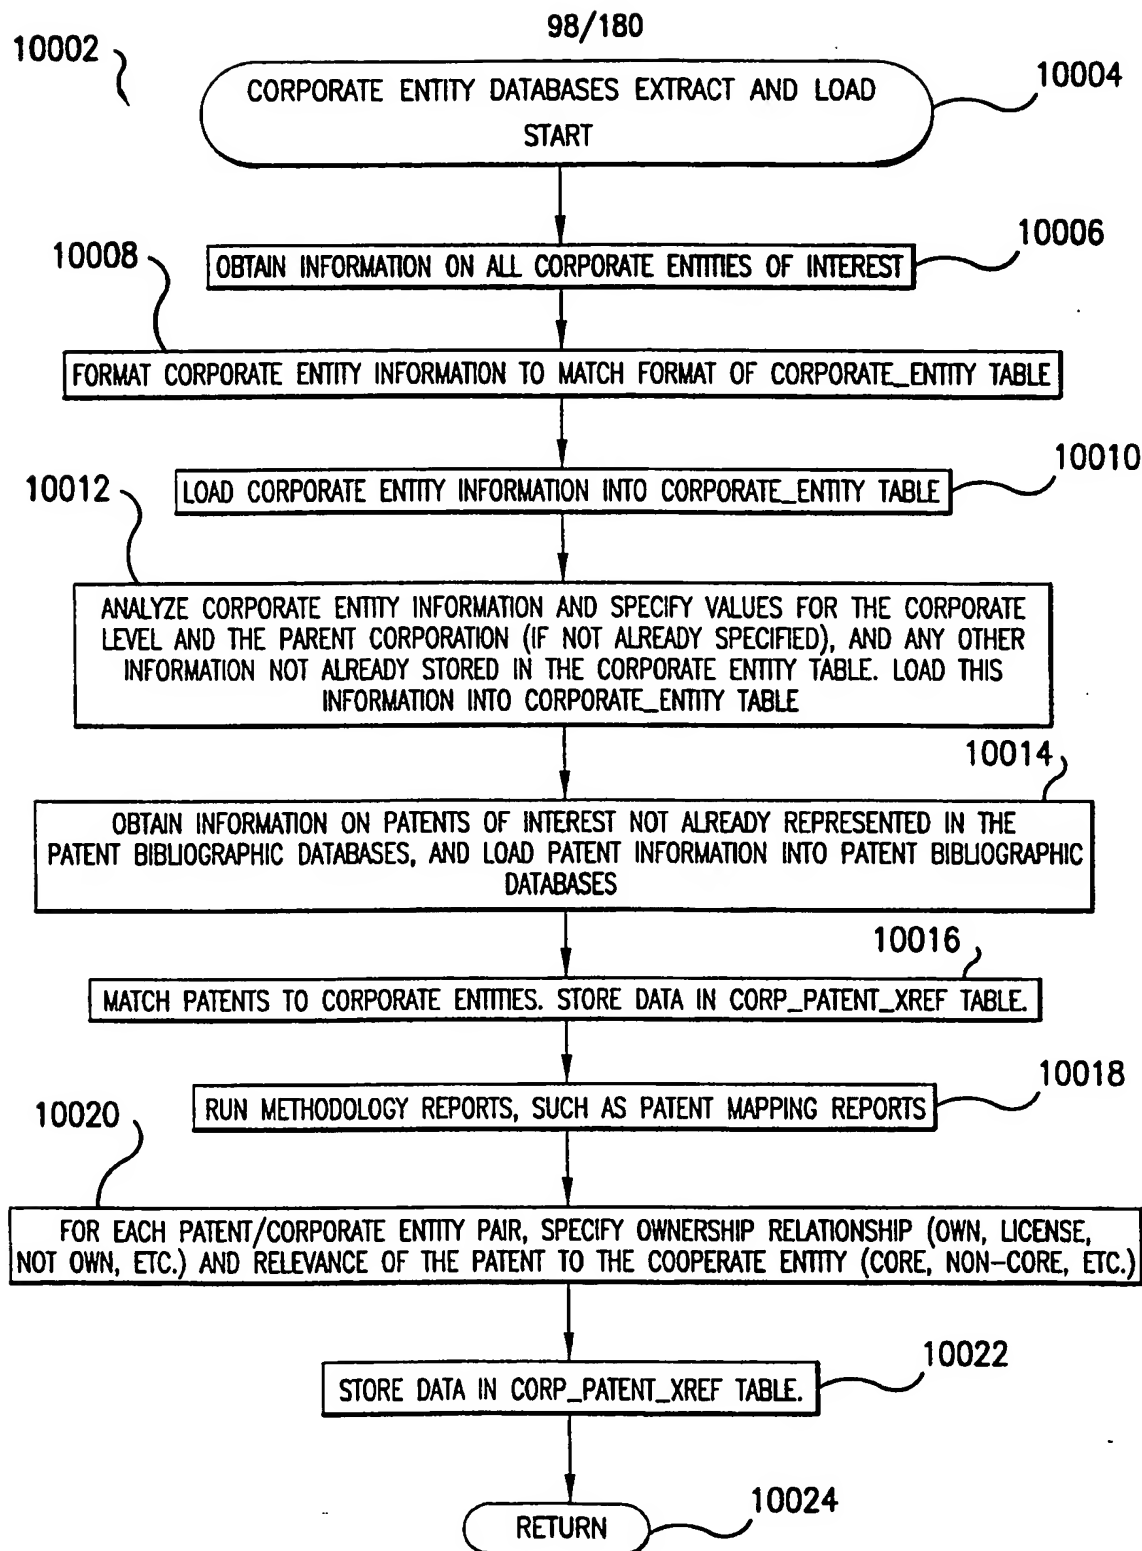 98/180
10002
CORPORATE ENTITY DATABASES EXTRACT AND LOAD
START
10004
10006
OBTAIN INFORMATION ON ALL CORPORATE ENTITIES OF INTEREST
10008
FORMAT CORPORATE ENTITY INFORMATION TO MATCH FORMAT OF CORPORATE_ENTITY TABLE
10010
LOAD CORPORATE ENTITY INFORMATION INTO CORPORATE_ENTITY TABLE
10012
ANALYZE CORPORATE ENTITY INFORMATION AND SPECIFY VALUES FOR THE CORPORATE
LEVEL AND THE PARENT CORPORATION (IF NOT ALREADY SPECIFIED), AND ANY OTHER
INFORMATION NOT ALREADY STORED IN THE CORPORATE ENTITY TABLE. LOAD THIS
INFORMATION INTO CORPORATE_ENTITY TABLE
10014
OBTAIN INFORMATION ON PATENTS OF INTEREST NOT ALREADY REPRESENTED IN THE
PATENT BIBLIOGRAPHIC DATABASES, AND LOAD PATENT INFORMATION INTO PATENT BIBLIOGRAPHIC
DATABASES
10016
MATCH PATENTS TO CORPORATE ENTITIES. STORE DATA IN CORP_PATENT_XREF TABLE.
10018
RUN METHODOLOGY REPORTS, SUCH AS PATENT MAPPING REPORTS
10020
FOR EACH PATENT/CORPORATE ENTITY PAIR, SPECIFY OWNERSHIP RELATIONSHIP (OWN, LICENSE,
NOT OWN, ETC.) AND RELEVANCE OF THE PATENT TO THE COOPERATE ENTITY (CORE, NON-CORE, ETC.)
10022
STORE DATA IN CORP_PATENT_XREF TABLE.
RETURN
10024